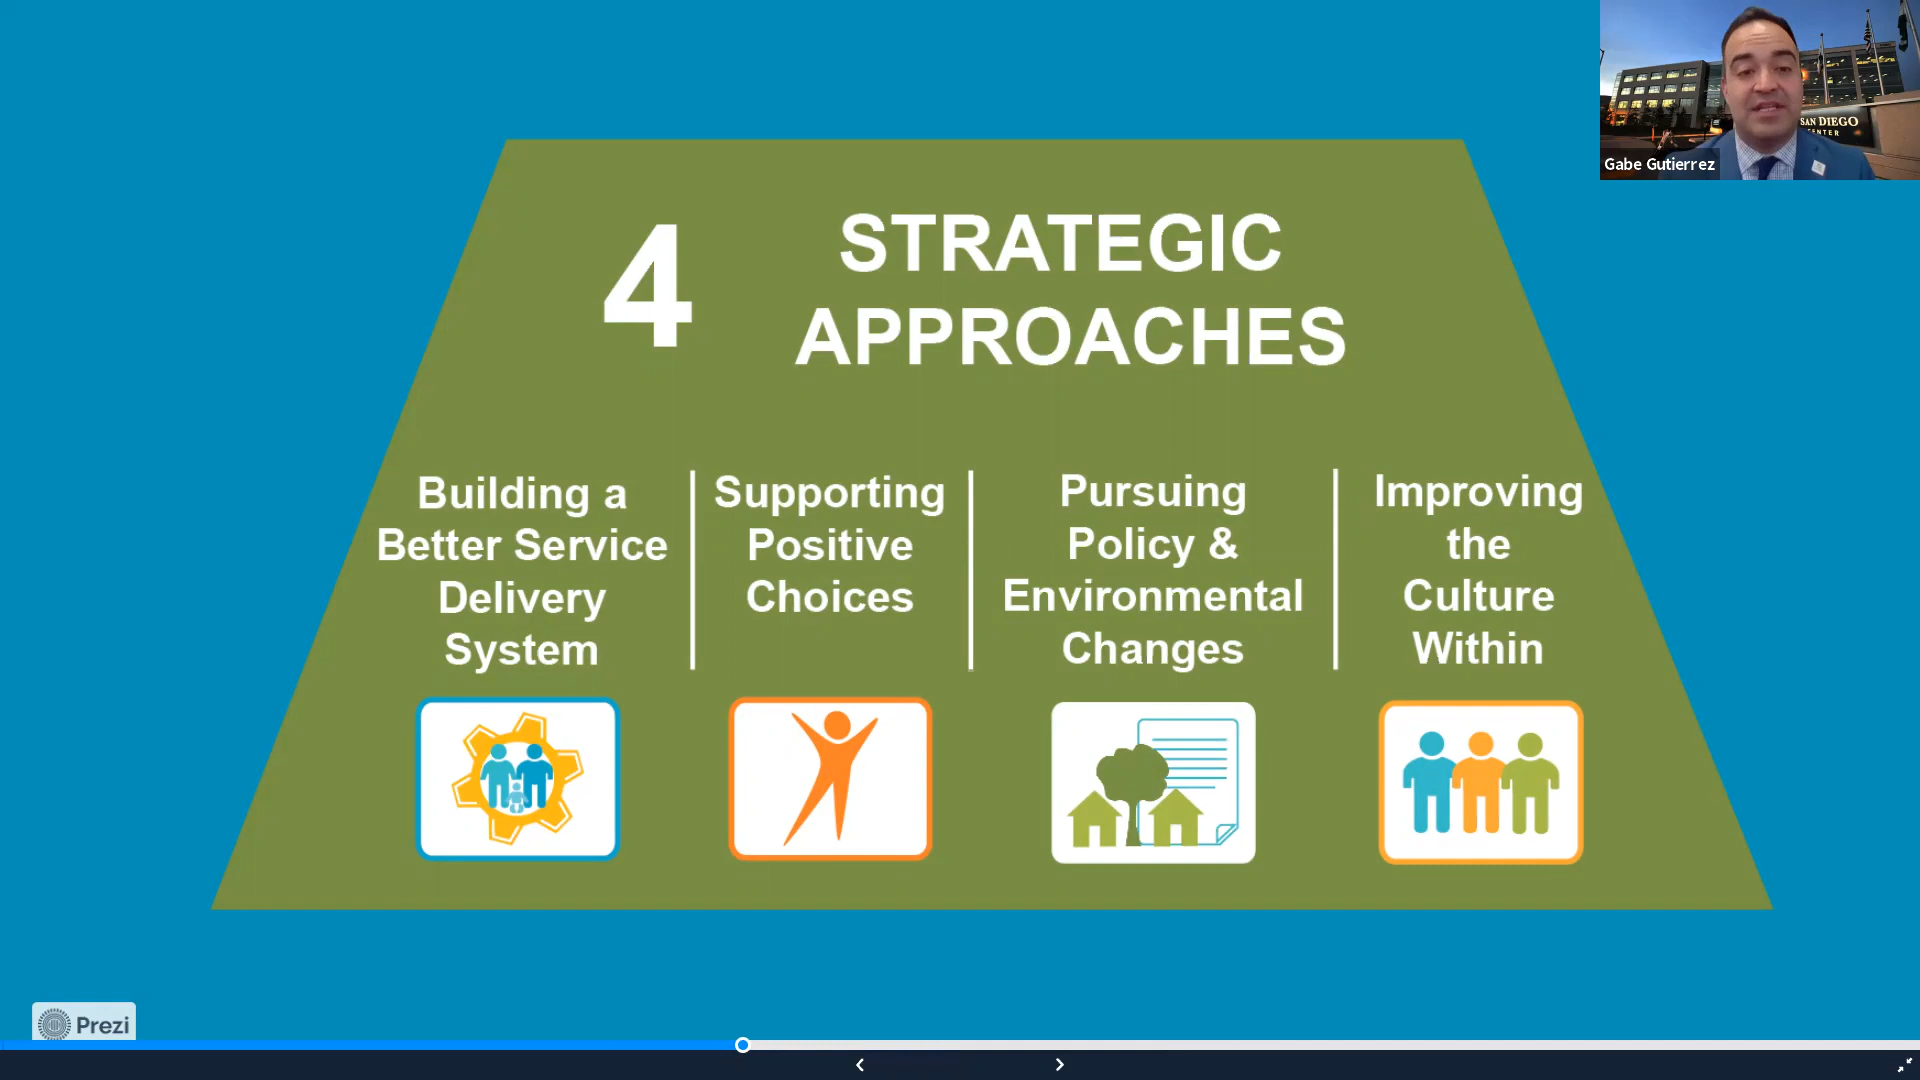 SAN DIEGO
Gabe Gutierrez
4
STRATEGIC
APPROACHES
Building a
Better Service
Delivery
System
Supporting
Positive
Choices
Pursuing
Policy &
Environmental
Changes
Improving
the
Culture
Within
Prezi